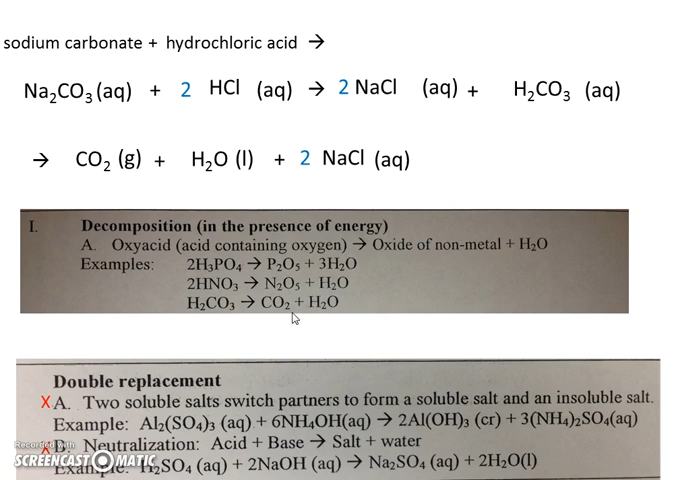 sodium carbonate + hydrochloric acid →
Na₂CO₃ (aq) + 2 HCl (aq) → 2 NaCl (aq) + H₂CO₃ (aq)
→ CO₂ (g) + H₂O (l) + 2 NaCl (aq)
I. Decomposition (in the presence of energy)
A. Oxyacid (acid containing oxygen) → Oxide of non-metal + H₂O
Examples: 2H₃PO₄ → P₂O₅ + 3H₂O
2HNO₃ → N₂O₅ + H₂O
H₂CO₃ → CO₂ + H₂O
Double replacement
X A. Two soluble salts switch partners to form a soluble salt and an insoluble salt.
Example: Al₂(SO₄)₃ (aq) + 6NH₄OH(aq) → 2Al(OH)₃ (cr) + 3(NH₄)₂SO₄(aq)
X B. Neutralization: Acid + Base → Salt + water
Example: H₂SO₄ (aq) + 2NaOH (aq) → Na₂SO₄ (aq) + 2H₂O(l)
Recorded with
SCREENCAST-O-MATIC